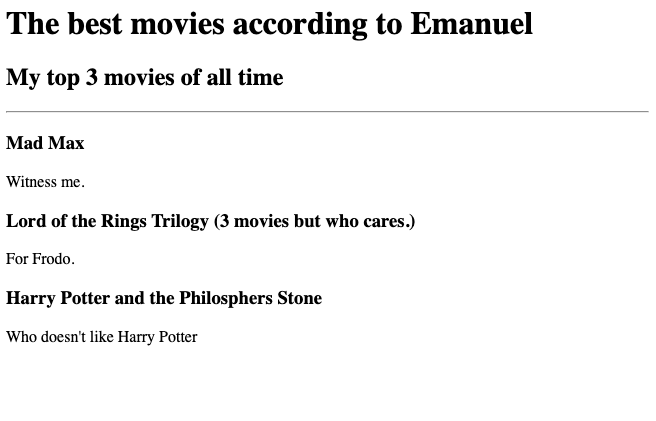 The best movies according to Emanuel
My top 3 movies of all time
Mad Max
Witness me.
Lord of the Rings Trilogy (3 movies but who cares.)
For Frodo.
Harry Potter and the Philosphers Stone
Who doesn't like Harry Potter